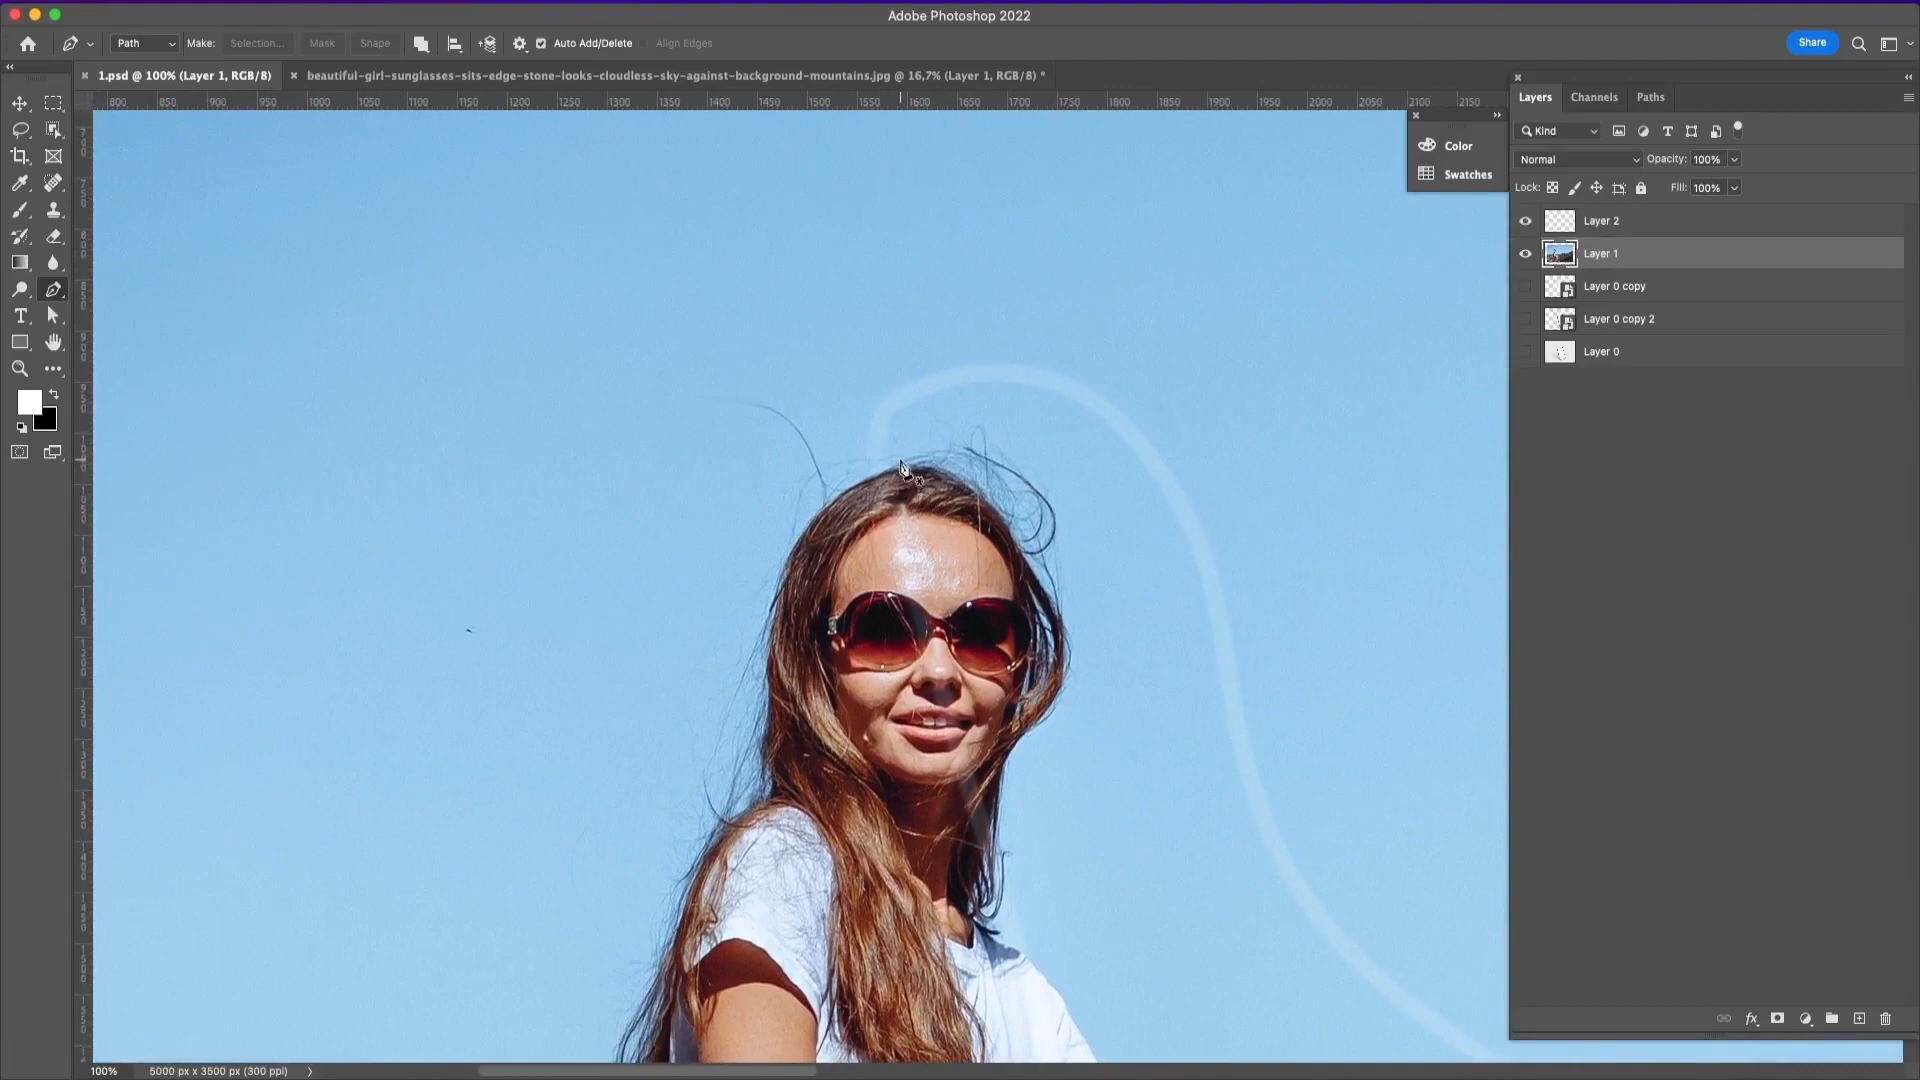 Adobe Photoshop 2022
Path Make: Selection... Mask Shape Auto Add/Delete Align Edges Share
1.psd @ 100% (Layer 1, RGB/8) beautiful-girl-sunglasses-sits-edge-stone-looks-cloudless-sky-against-background-mountains.jpg @ 16,7% (Layer 1, RGB/8) *
800 850 900 950 1000 1050 1100 1150 1200 1250 1300 1350 1400 1450 1500 1550 1600 1650 1700 1750 1800 1850 1900 1950 2000 2050 2100 2150
Layers Channels Paths
Kind
Color
Normal Opacity: 100%
Swatches
Lock: Fill: 100%
Layer 2
Layer 1
Layer 0 copy
Layer 0 copy 2
Layer 0
100% 5000 px x 3500 px (300 ppi)